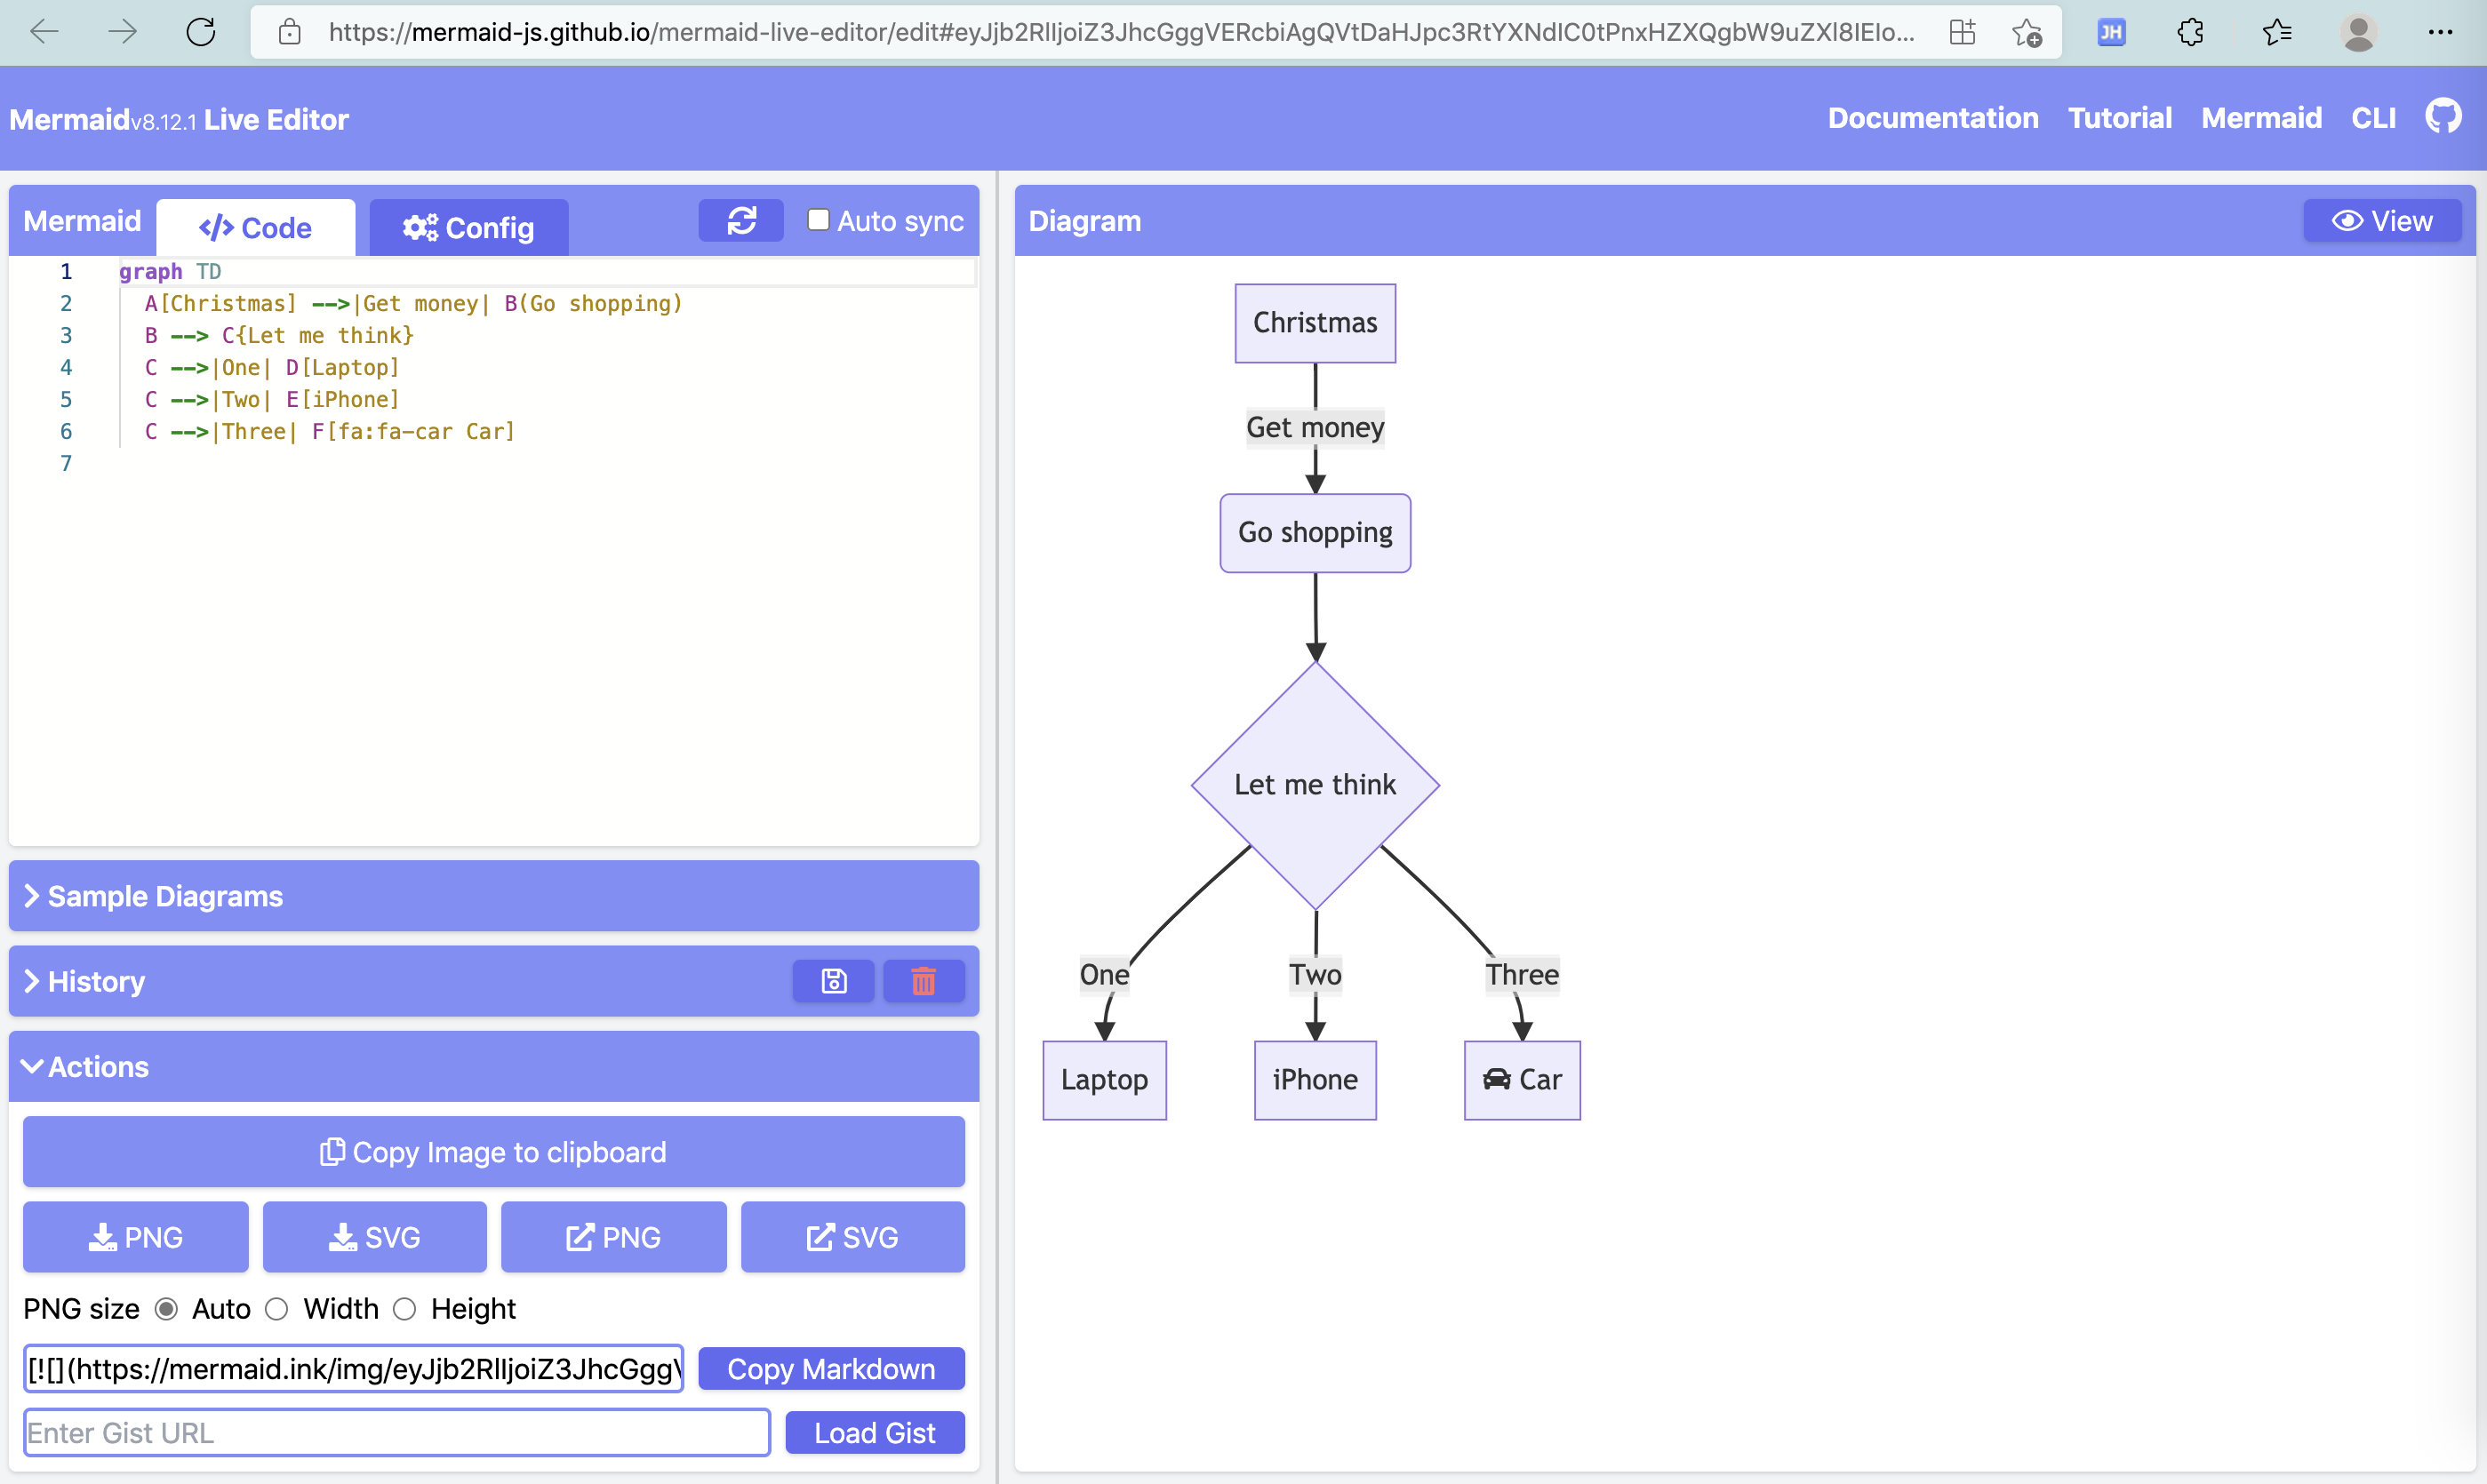 https://mermaid-js.github.io/mermaid-live-editor/edit#eyJjb2RlIjoiZ3JhcGggVERcbiAgQVtDaHJpc3RtYXNdIC0tPnxHZXQgbW9uZXl8IEIo...
JH
Mermaidv8.12.1 Live Editor
Documentation Tutorial Mermaid CLI
Mermaid </> Code Config Auto sync
1 graph TD
2 A[Christmas] -->|Get money| B(Go shopping)
3 B --> C{Let me think}
4 C -->|One| D[Laptop]
5 C -->|Two| E[iPhone]
6 C -->|Three| F[fa:fa-car Car]
7
Sample Diagrams
History
Actions
Copy Image to clipboard
PNG SVG PNG SVG
PNG size Auto Width Height
[![](https://mermaid.ink/img/eyJjb2RlIjoiZ3JhcGggV
Copy Markdown
Enter Gist URL
Load Gist
Diagram View
Christmas
Get money
Go shopping
Let me think
One Two Three
Laptop iPhone Car